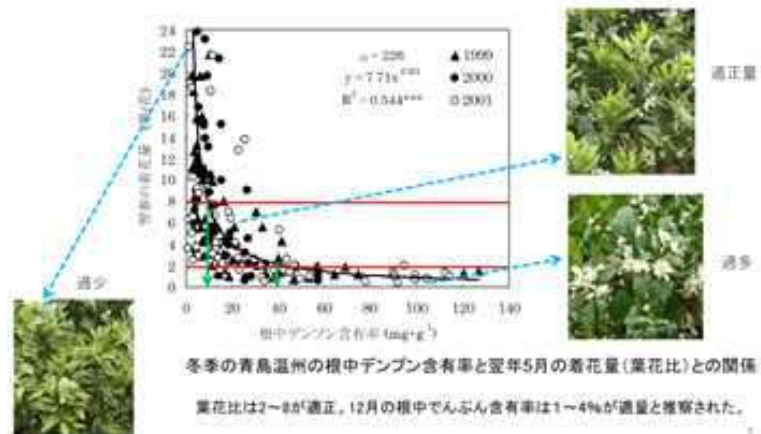 24
22
20
18
16
14
12
10
8
6
4
2
0
0 20 40 60 80 100 120 140
▲ 1999
● 2000
○ 2001
根中デンプン含有率(mg•g⁻¹)
適正量
過多
過少
冬季の青島温州の根中デンプン含有率と翌年5月の着花量(葉花比)との関係
葉花比は2~8が適正。12月の根中でんぷん含有率は1~4%が適量と推察された。